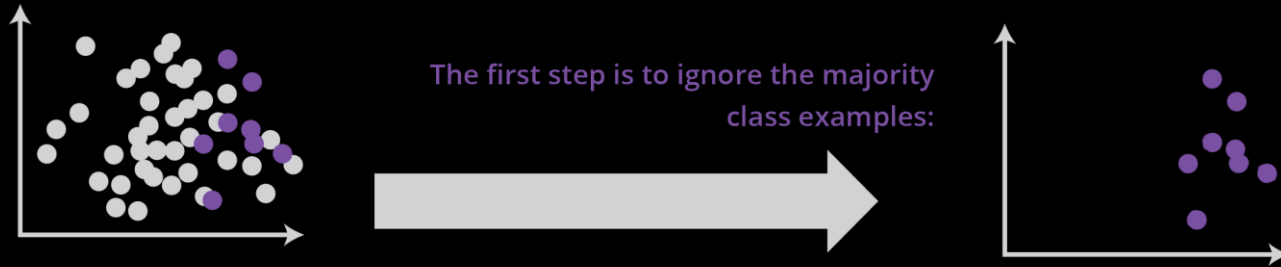 The first step is to ignore the majority
class examples: